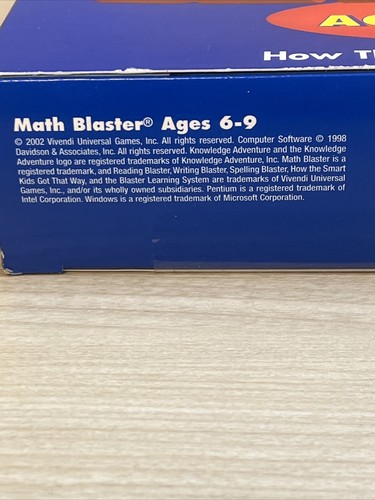 AC
How Th
Math Blaster® Ages 6-9
© 2002 Vivendi Universal Games, Inc. All rights reserved. Computer Software © 1998
Davidson & Associates, Inc. All rights reserved. Knowledge Adventure and the Knowledge
Adventure logo are registered trademarks of Knowledge Adventure, Inc. Math Blaster is a
registered trademark, and Reading Blaster, Writing Blaster, Spelling Blaster, How the Smart
Kids Got That Way, and the Blaster Learning System are trademarks of Vivendi Universal
Games, Inc., and/or its wholly owned subsidiaries. Pentium is a registered trademark of
Intel Corporation. Windows is a registered trademark of Microsoft Corporation.